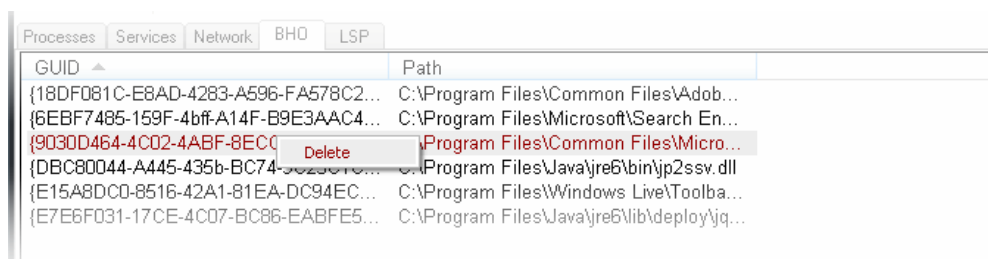 Processes Services Network BHO LSP
GUID Path
{18DF081C-E8AD-4283-A596-FA578C2... C:\Program Files\Common Files\Adob...
{6EBF7485-159F-4bff-A14F-B9E3AAC4... C:\Program Files\Microsoft\Search En...
{9030D464-4C02-4ABF-8ECC Delete \Program Files\Common Files\Micro...
{DBC80044-A445-435b-BC74- C:\Program Files\Java\jre6\bin\jp2ssv.dll
{E15A8DC0-8516-42A1-81EA-DC94EC... C:\Program Files\Windows Live\Toolba...
{E7E6F031-17CE-4C07-BC86-EABFE5... C:\Program Files\Java\jre6\lib\deploy\jq...